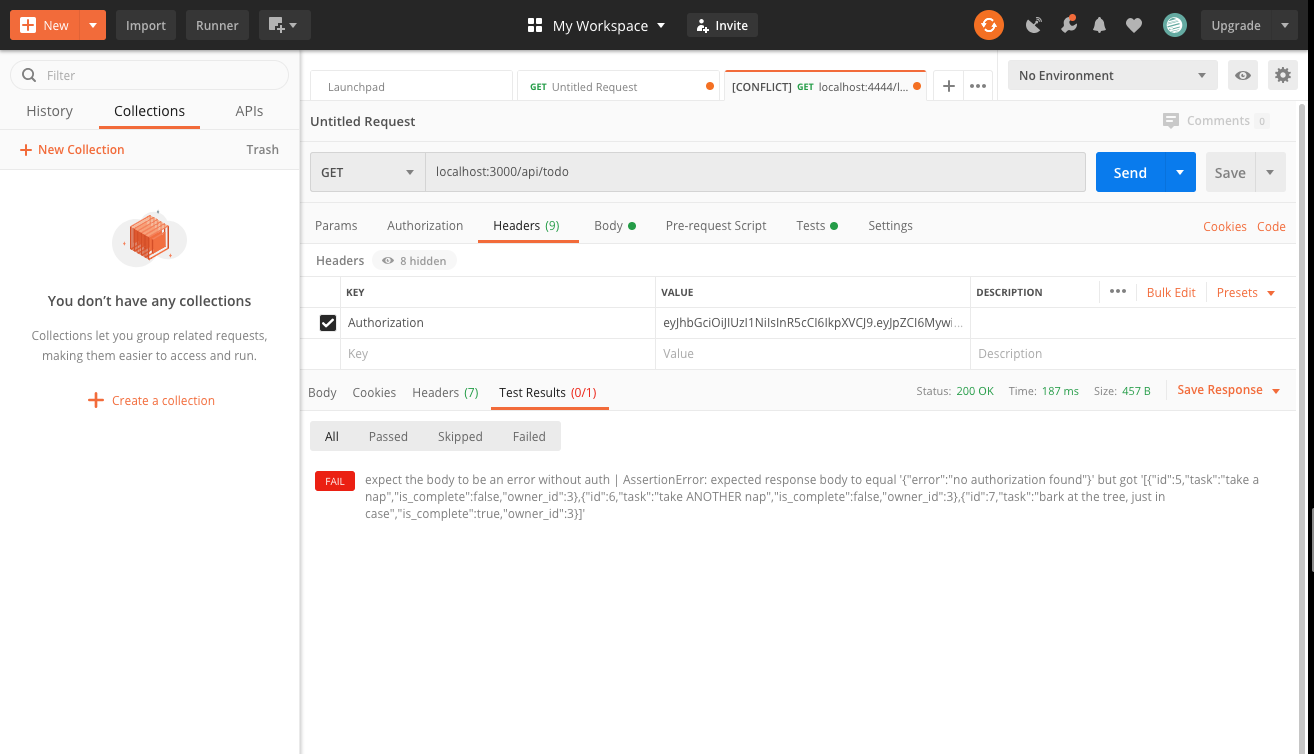 New
Import
Runner
My Workspace
Invite
Upgrade
Filter
History Collections APIs
New Collection Trash
You don’t have any collections
Collections let you group related requests,
making them easier to access and run.
Create a collection
Launchpad
GET Untitled Request
[CONFLICT] GET localhost:4444/l...
No Environment
Untitled Request
Comments 0
GET localhost:3000/api/todo Send Save
Params Authorization Headers (9) Body Pre-request Script Tests Settings Cookies Code
Headers 8 hidden
KEY VALUE DESCRIPTION Bulk Edit Presets
Authorization eyJhbGciOiJIUzI1NiIsInR5cCI6IkpXVCJ9.eyJpZCI6Mywi...
Key Value Description
Body Cookies Headers (7) Test Results (0/1) Status: 200 OK Time: 187 ms Size: 457 B Save Response
All Passed Skipped Failed
FAIL expect the body to be an error without auth | AssertionError: expected response body to equal '{"error":"no authorization found"}' but got '[{"id":5,"task":"take a
nap","is_complete":false,"owner_id":3},{"id":6,"task":"take ANOTHER nap","is_complete":false,"owner_id":3},{"id":7,"task":"bark at the tree, just in
case","is_complete":true,"owner_id":3}]'